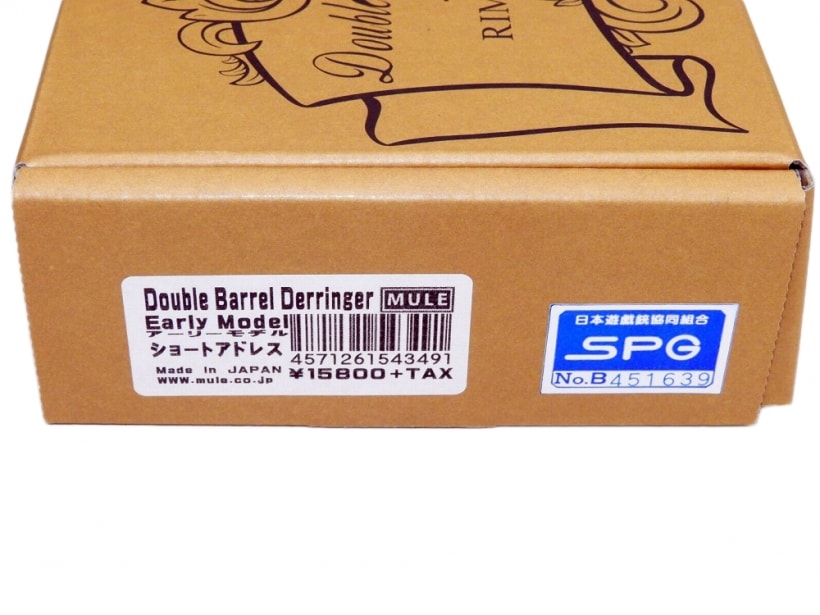 Double
RIM
Double Barrel Derringer MULE
Early Model
アーリーモデル
ショートアドレス
4571261543491
Made in JAPAN
www.mule.co.jp
¥15800+TAX
日本遊戯銃協同組合
SPG
No.B451639